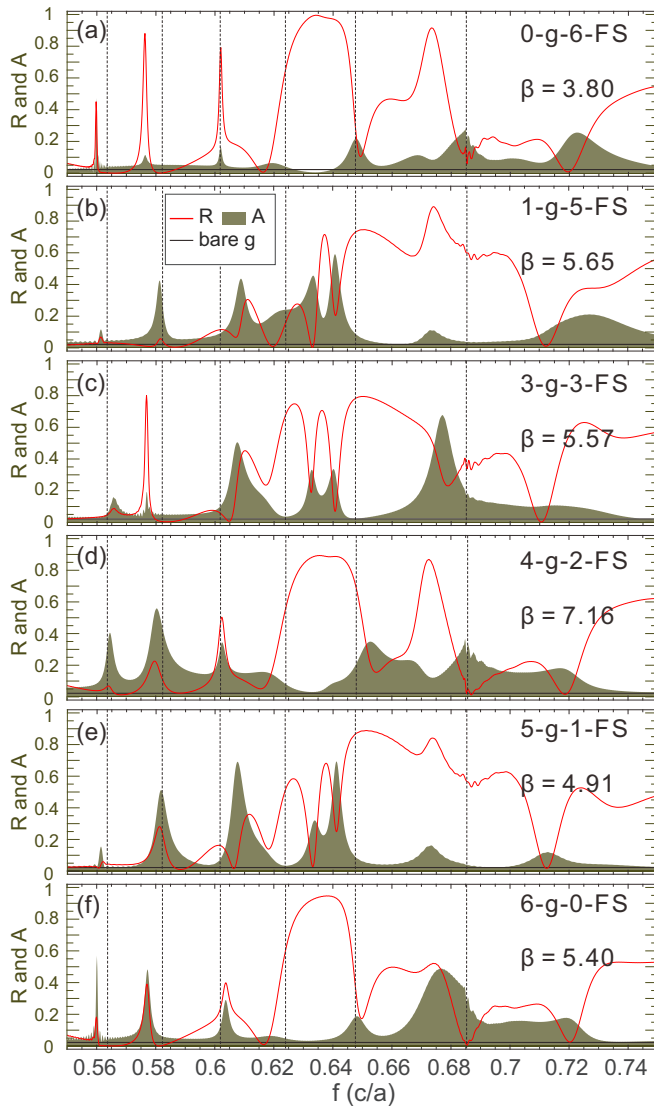 (a)
0-g-6-FS
β = 3.80
R and A
1
0.8
0.6
0.4
0.2
0
(b)
1-g-5-FS
β = 5.65
R A
bare g
R and A
1
0.8
0.6
0.4
0.2
0
(c)
3-g-3-FS
β = 5.57
R and A
1
0.8
0.6
0.4
0.2
0
(d)
4-g-2-FS
β = 7.16
R and A
1
0.8
0.6
0.4
0.2
0
(e)
5-g-1-FS
β = 4.91
R and A
1
0.8
0.6
0.4
0.2
0
(f)
6-g-0-FS
β = 5.40
R and A
1
0.8
0.6
0.4
0.2
0
0.56 0.58 0.6 0.62 0.64 0.66 0.68 0.7 0.72 0.74
f (c/a)